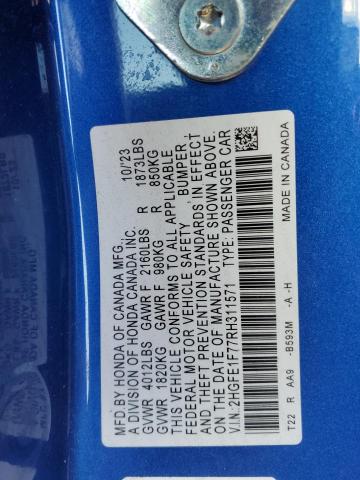 MFD.BY HONDA OF CANADA MFG., 10/'23
A DIVISION OF HONDA CANADA INC.
GVWR 4012LBS GAWR F 2160LBS R 1873LBS
GVWR 1820KG GAWR F 980KG R 850KG
THIS VEHICLE CONFORMS TO ALL APPLICABLE
FEDERAL MOTOR VEHICLE SAFETY, BUMPER,
AND THEFT PREVENTION STANDARDS IN EFFECT
ON THE DATE OF MANUFACTURE SHOWN ABOVE.
V.I.N: 2HGFE1F77RH311571 TYPE: PASSENGER CAR
T22 R AA9 -B593M -A -H MADE IN CANADA